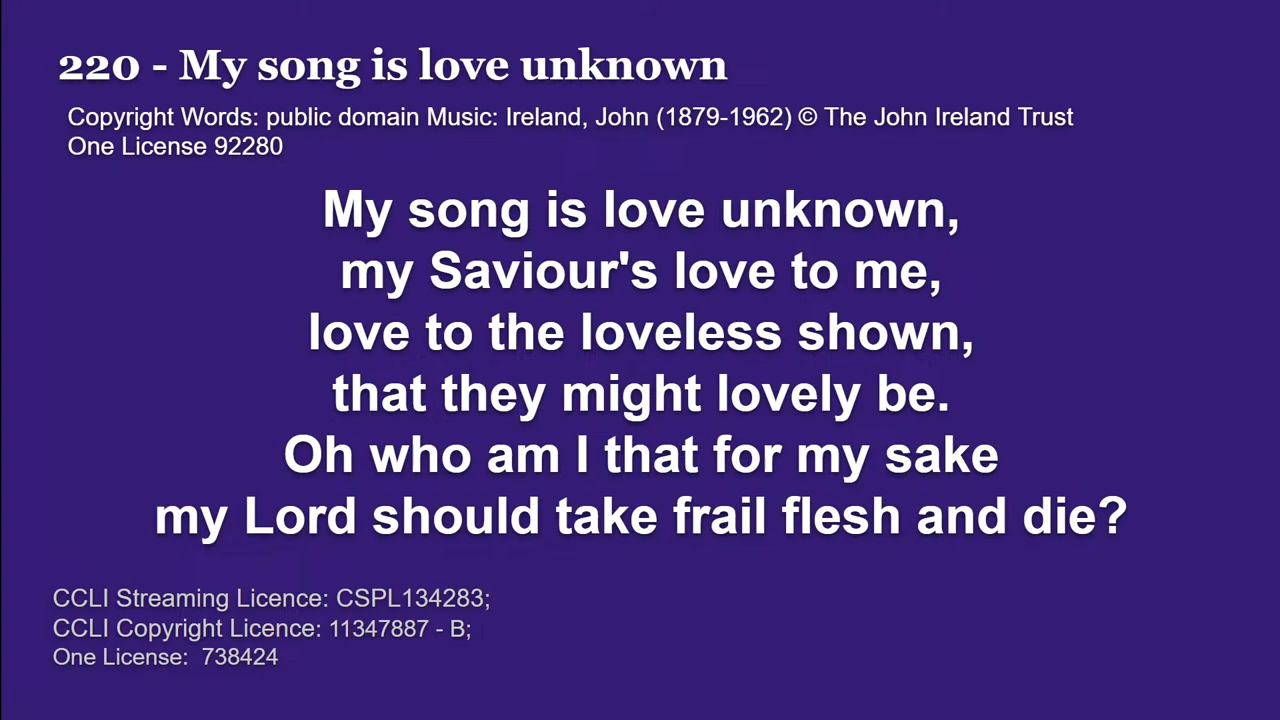 220 - My song is love unknown
Copyright Words: public domain Music: Ireland, John (1879-1962) © The John Ireland Trust
One License 92280
My song is love unknown,
my Saviour's love to me,
love to the loveless shown,
that they might lovely be.
Oh who am I that for my sake
my Lord should take frail flesh and die?
CCLI Streaming Licence: CSPL134283;
CCLI Copyright Licence: 11347887 - B;
One License:  738424